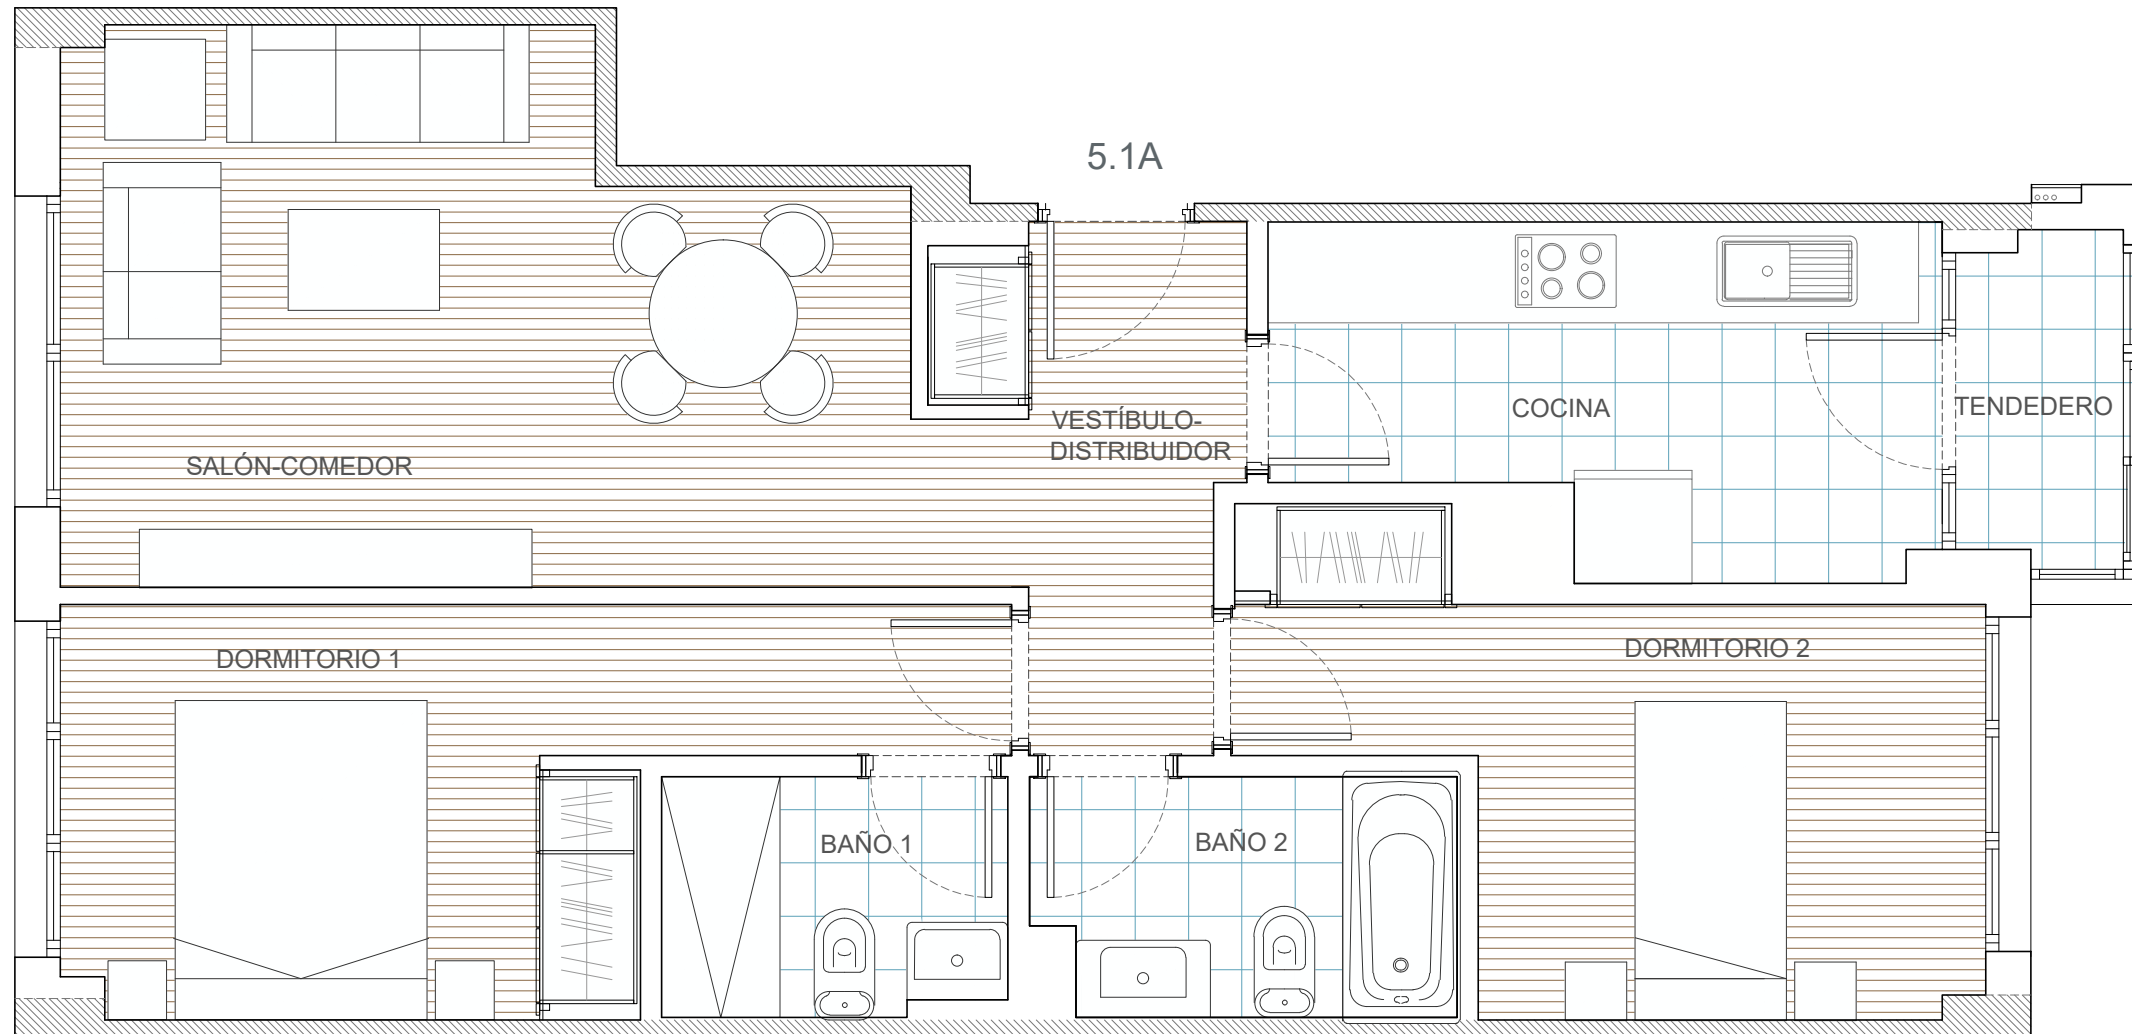 5.1A
VESTÍBULO-
DISTRIBUIDOR
COCINA
TENDEDERO
SALÓN-COMEDOR
DORMITORIO 1
DORMITORIO 2
BAÑO 1
BAÑO 2